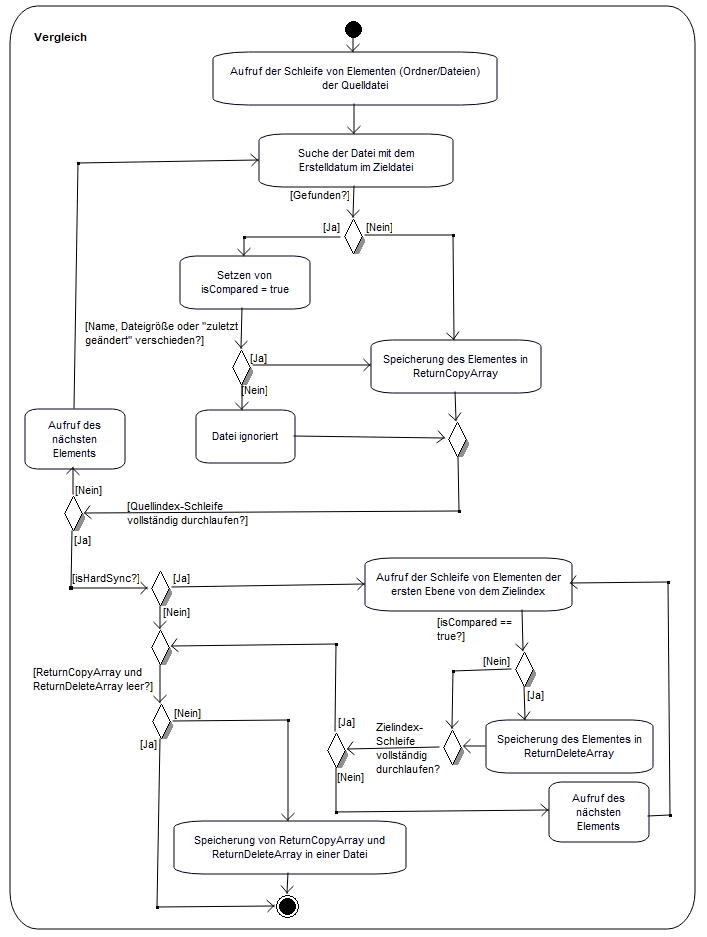 Vergleich
Aufruf der Schleife von Elementen (Ordner/Dateien)
der Quelldatei
Suche der Datei mit dem
Erstelldatum im Zieldatei
[Gefunden?]
[Ja]
[Nein]
Setzen von
isCompared = true
[Name, Dateigröße oder "zuletzt
geändert" verschieden?]
[Ja]
[Nein]
Speicherung des Elementes in
ReturnCopyArray
Datei ignoriert
Aufruf des
nächsten
Elements
[Nein]
[Quellindex-Schleife
vollständig durchlaufen?]
[Ja]
[isHardSync?]
[Ja]
[Nein]
Aufruf der Schleife von Elementen der
ersten Ebene von dem Zielindex
[isCompared ==
true?]
[Nein]
[Ja]
Speicherung des Elementes in
ReturnDeleteArray
Zielindex-
Schleife
vollständig
durchlaufen?
[Ja]
[Nein]
Aufruf des
nächsten
Elements
[ReturnCopyArray und
ReturnDeleteArray leer?]
[Nein]
[Ja]
Speicherung von ReturnCopyArray und
ReturnDeleteArray in einer Datei